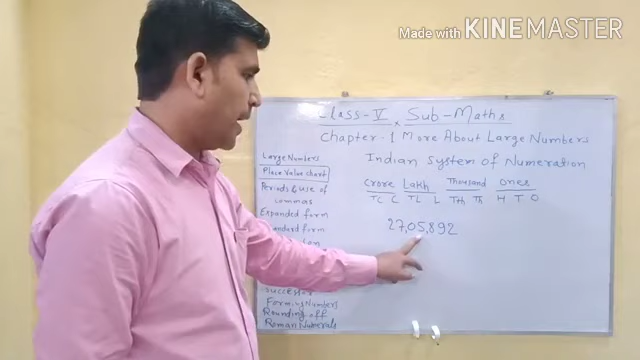 Made with KINEMASTER
Class-V Sub-Maths
Chapter-1 More About Large Numbers
Indian System of Numeration
Large Numbers
Place Value chart
Periods & use of
commas
Expanded form
Standard form
successor
Forming Numbers
Rounding off
Roman Numerals
Crore Lakh Thousand Ones
TC C TL L TTh Th H T O
27,05,892